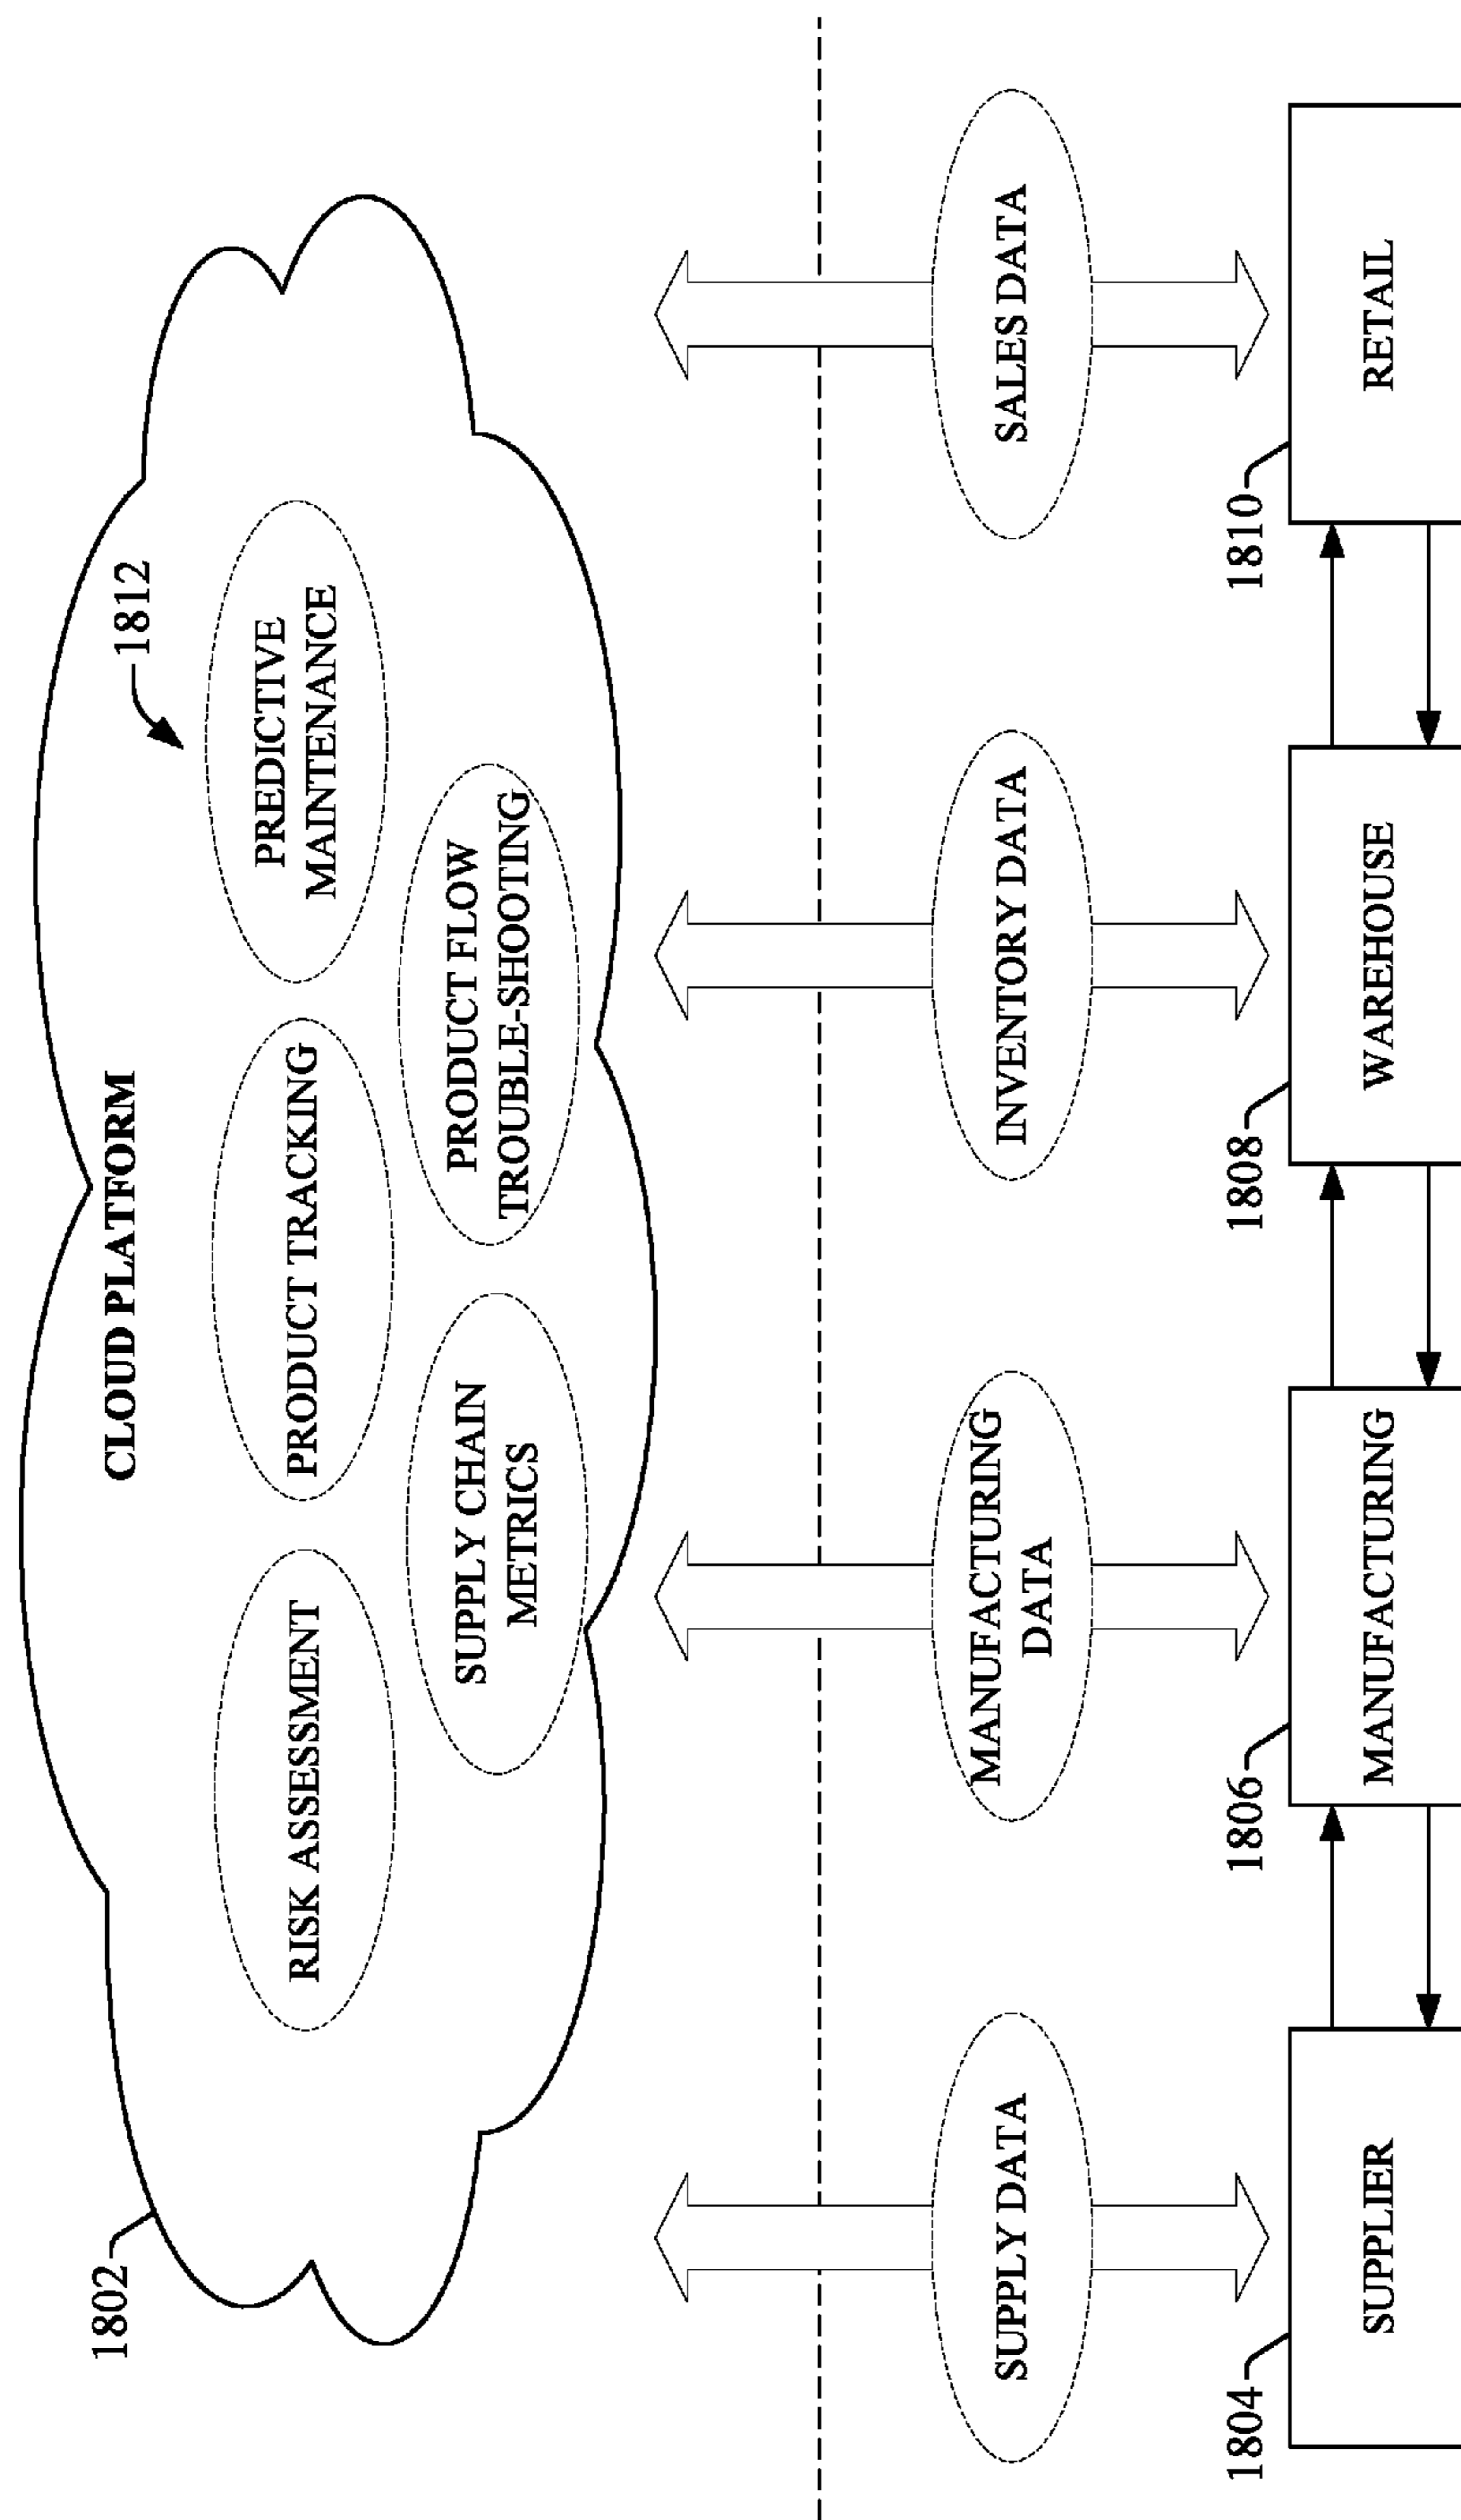 1802
CLOUD PLATFORM
1812
RISK ASSESSMENT
PRODUCT TRACKING
PREDICTIVE
MAINTENANCE
SUPPLY CHAIN
METRICS
PRODUCT FLOW
TROUBLE-SHOOTING
SUPPLY DATA
MANUFACTURING
DATA
INVENTORY DATA
SALES DATA
1804
1806
1808
1810
SUPPLIER
MANUFACTURING
WAREHOUSE
RETAIL